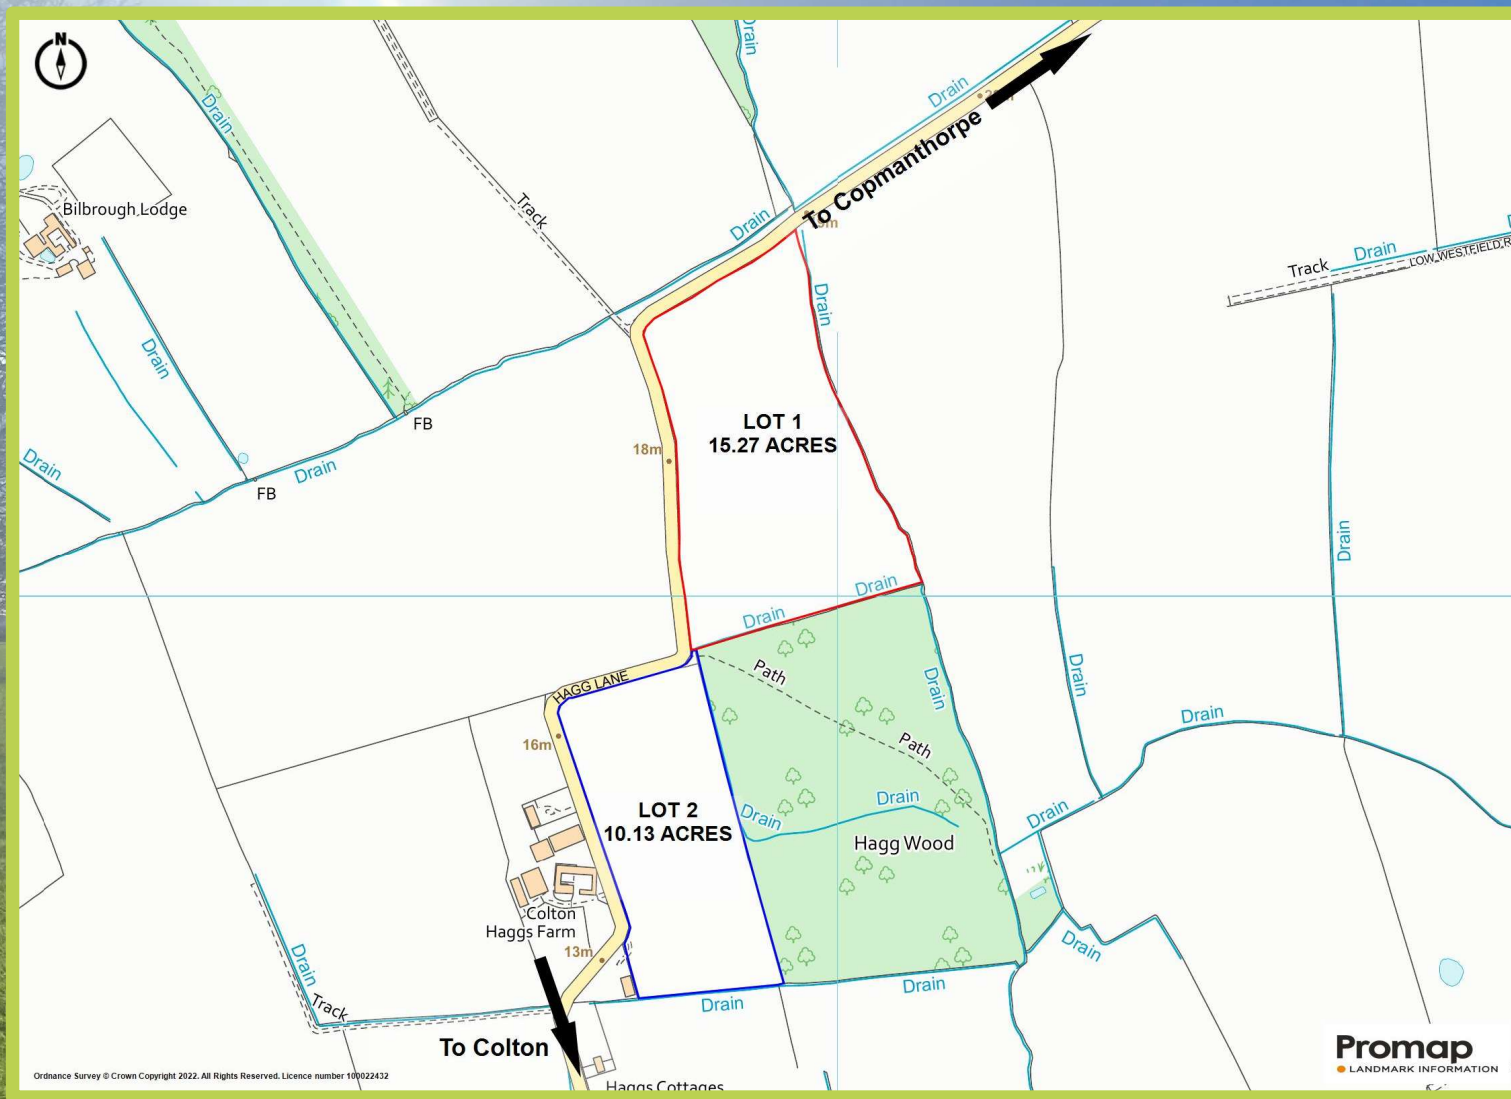 N
Drain
Drain
Drain
To Copmanthorpe
Bilbrough Lodge
Track
Drain
Drain
Track
Drain
LOW WESTFIELD R
Drain
Drain
LOT 1
15.27 ACRES
FB
18m
Drain
Drain
FB
Drain
Drain
Drain
Drain
Path
HAGG LANE
Drain
Drain
Drain
Path
16m
LOT 2
10.13 ACRES
Drain
Drain
Drain
Hagg Wood
Colton
Haggs Farm
13m
Drain
Drain
Drain
Drain
Track
To Colton
Haggs Cottages
Promap
LANDMARK INFORMATION
Ordnance Survey © Crown Copyright 2022. All Rights Reserved. Licence number 100022432